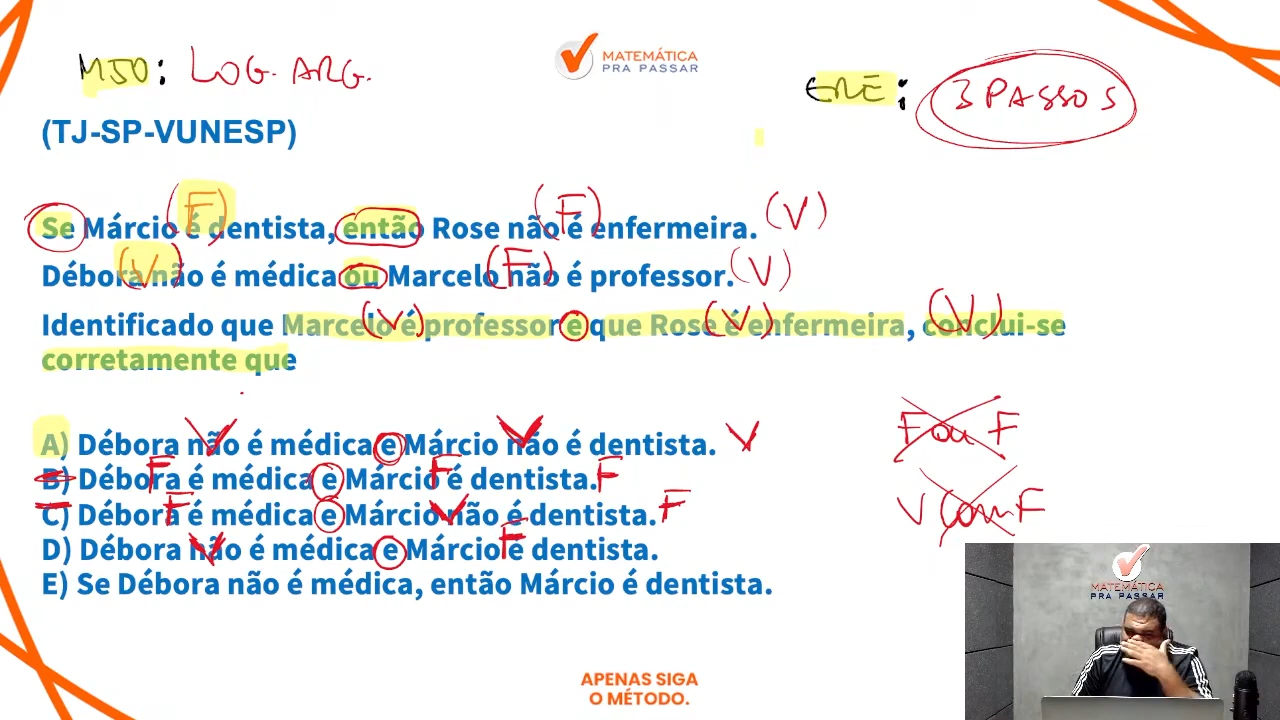 MJO: LOG. ARG.
MATEMÁTICA
PRA PASSAR
3 PASSOS
(TJ-SP-VUNESP)
(F) (F) (V)
Se Márcio é dentista, então Rose não é enfermeira.
(V) (F) (V)
Débora não é médica ou Marcelo não é professor.
(V) (V) (V)
Identificado que Marcelo é professor e que Rose é enfermeira, conclui-se
corretamente que
V V V
A) Débora não é médica e Márcio não é dentista.
F F F
B) Débora é médica e Márcio é dentista.
F V F
C) Débora é médica e Márcio não é dentista.
V F
D) Débora não é médica e Márcio é dentista.
E) Se Débora não é médica, então Márcio é dentista.
F ou F
V com F
MATEMÁTICA
PRA PASSAR
APENAS SIGA
O MÉTODO.